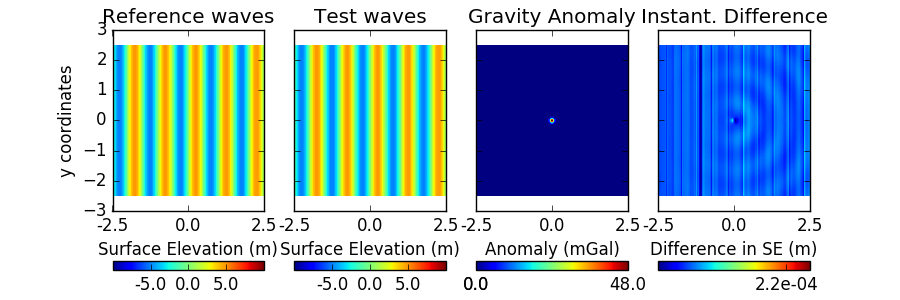 Reference waves Test waves Gravity Anomaly Instant. Difference
y coordinates
3
2
1
0
−1
−2
−3
-2.5 0.0 2.5 -2.5 0.0 2.5 -2.5 0.0 2.5 -2.5 0.0 2.5
Surface Elevation (m) Surface Elevation (m) Anomaly (mGal) Difference in SE (m)
-5.0 0.0 5.0 -5.0 0.0 5.0 0.0 48.0 2.2e-04